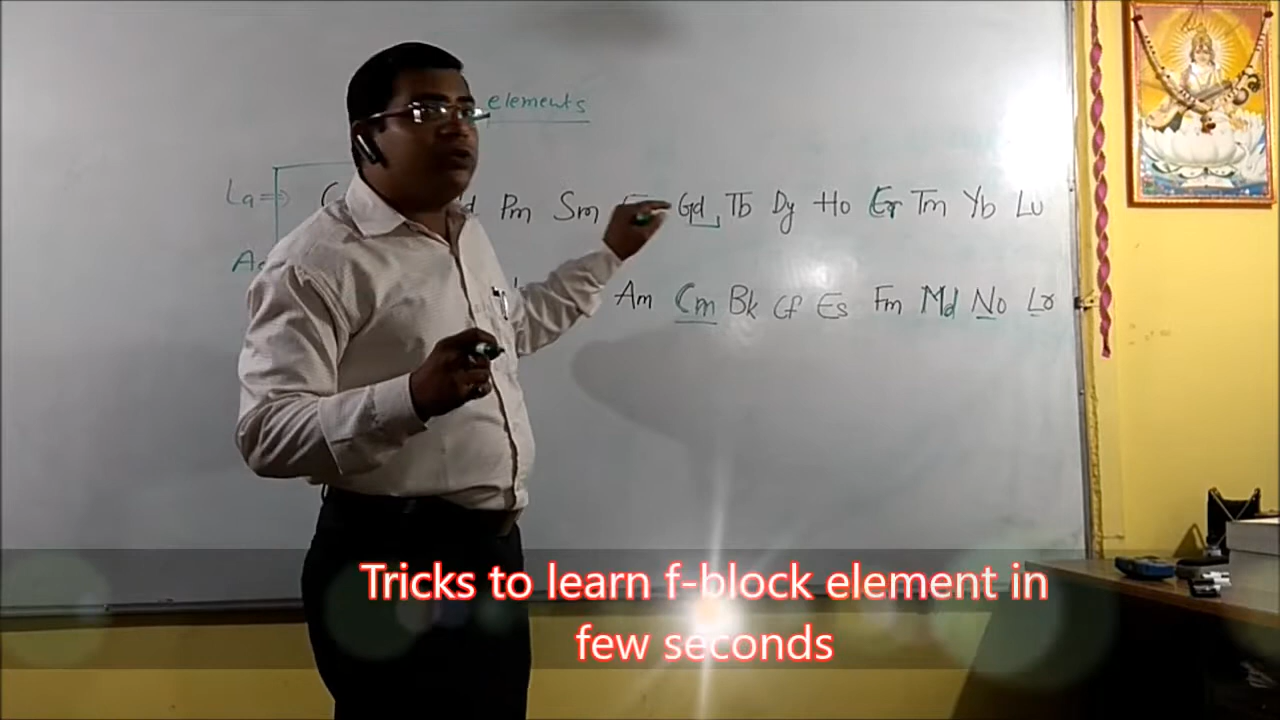 elements
La⇒ Pm Sm Gd Tb Dy Ho Er Tm Yb Lu
Am Cm Bk Cf Es Fm Md No Lr
Tricks to learn f-block element in
few seconds